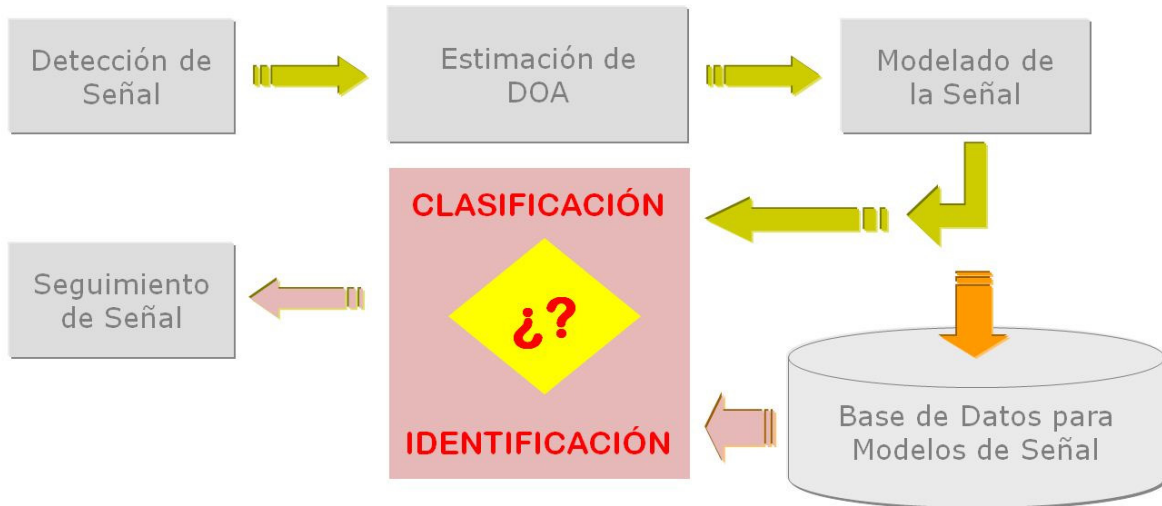 Detección de
Señal
Estimación de
DOA
Modelado de
la Señal
CLASIFICACIÓN
¿?
IDENTIFICACIÓN
Seguimiento
de Señal
Base de Datos para
Modelos de Señal